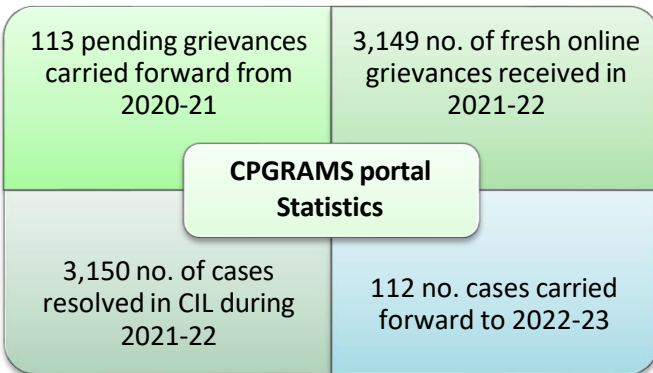 113 pending grievances
carried forward from
2020-21
3,149 no. of fresh online
grievances received in
2021-22
CPGRAMS portal
Statistics
3,150 no. of cases
resolved in CIL during
2021-22
112 no. cases carried
forward to 2022-23